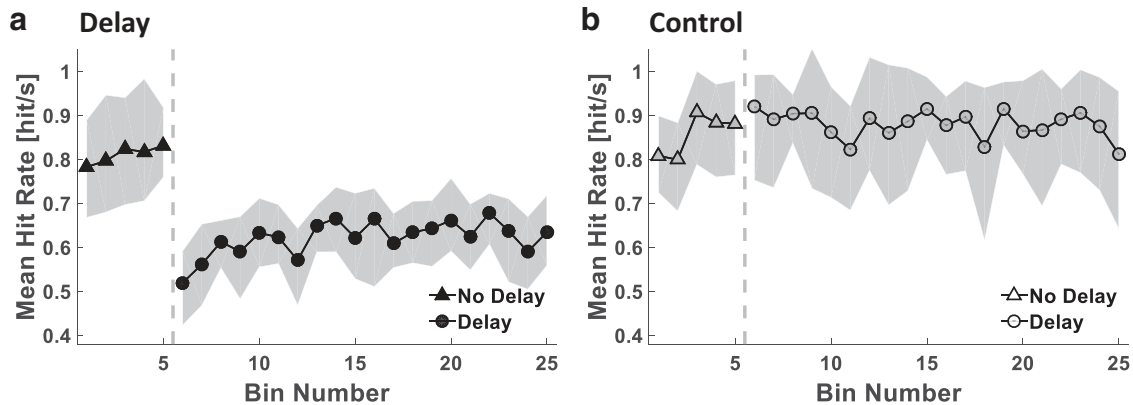 a Delay
Mean Hit Rate [hit/s]
1
0.9
0.8
0.7
0.6
0.5
0.4
No Delay
Delay
5 10 15 20 25
Bin Number
b Control
Mean Hit Rate [hit/s]
1
0.9
0.8
0.7
0.6
0.5
0.4
No Delay
Delay
5 10 15 20 25
Bin Number